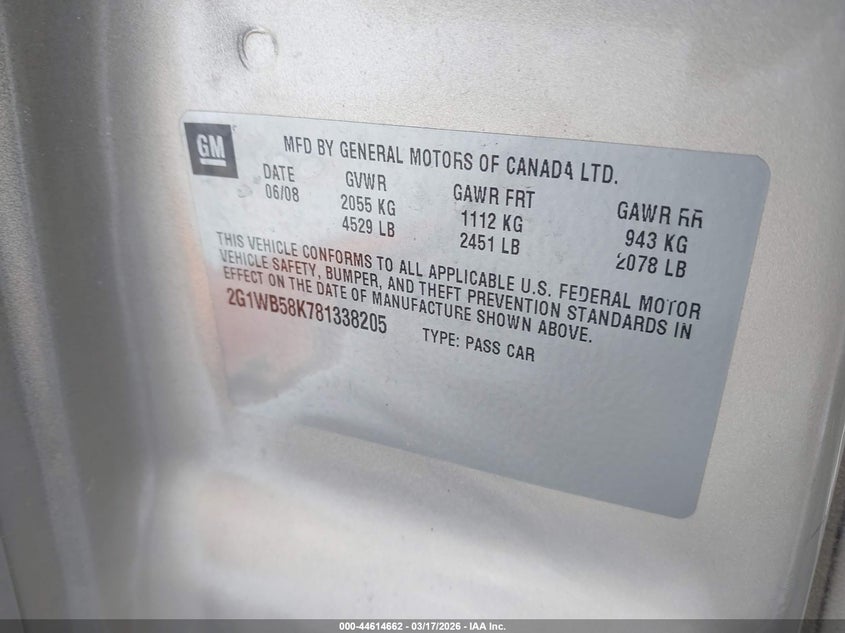 GM
MFD BY GENERAL MOTORS OF CANADA LTD.
DATE GVWR GAWR FRT GAWR RR
06/08 2055 KG 1112 KG 943 KG
4529 LB 2451 LB 2078 LB
THIS VEHICLE CONFORMS TO ALL APPLICABLE U.S. FEDERAL MOTOR
VEHICLE SAFETY, BUMPER, AND THEFT PREVENTION STANDARDS IN
EFFECT ON THE DATE OF MANUFACTURE SHOWN ABOVE.
2G1WB58K781338205 TYPE: PASS CAR
000-44614662 - 03/17/2026 - IAA Inc.